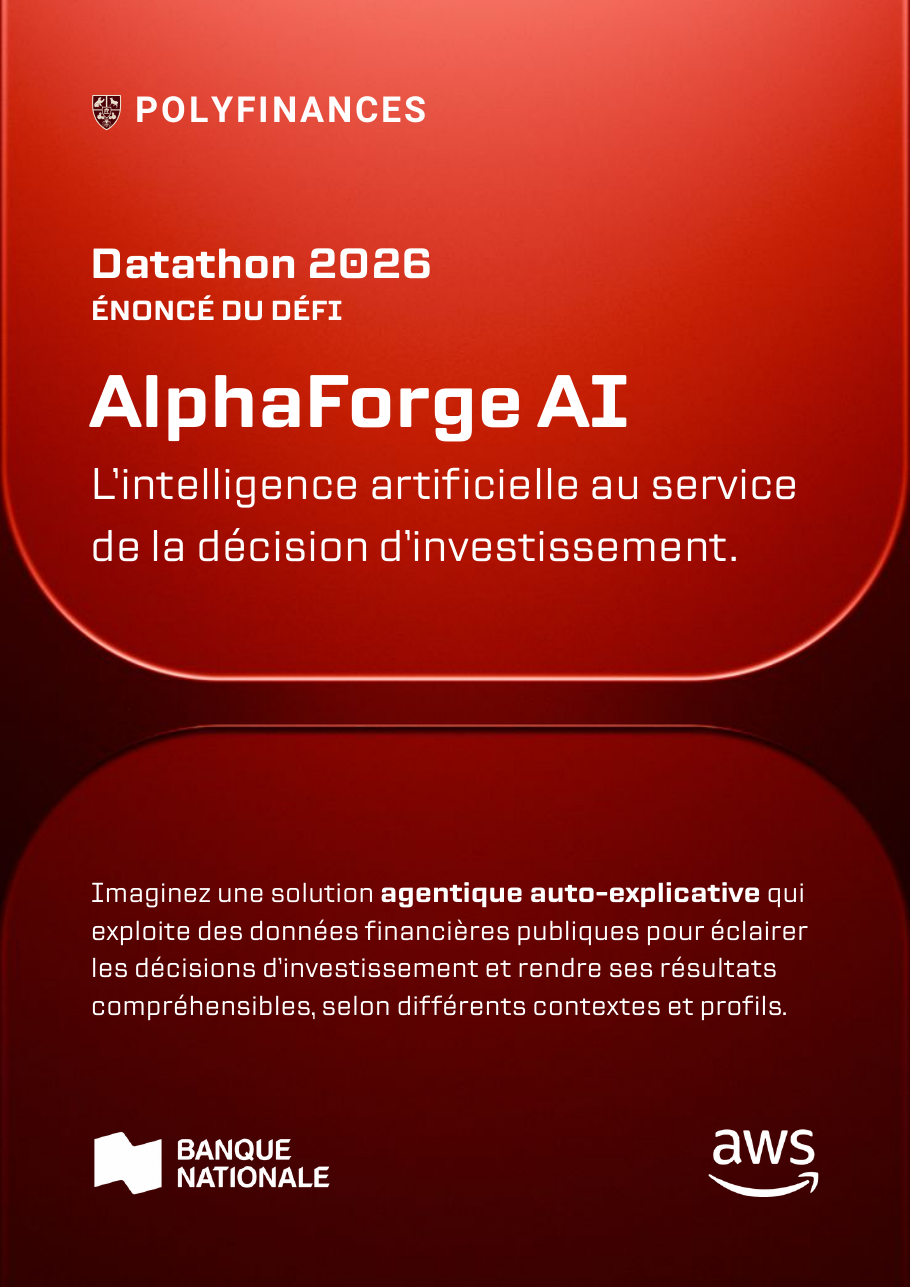 POLYFINANCES
Datathon 2026
ÉNONCÉ DU DÉFI
AlphaForge AI
L'intelligence artificielle au service
de la décision d'investissement.
Imaginez une solution agentique auto-explicative qui
exploite des données financières publiques pour éclairer
les décisions d'investissement et rendre ses résultats
compréhensibles, selon différents contextes et profils.
BANQUE
NATIONALE
aws